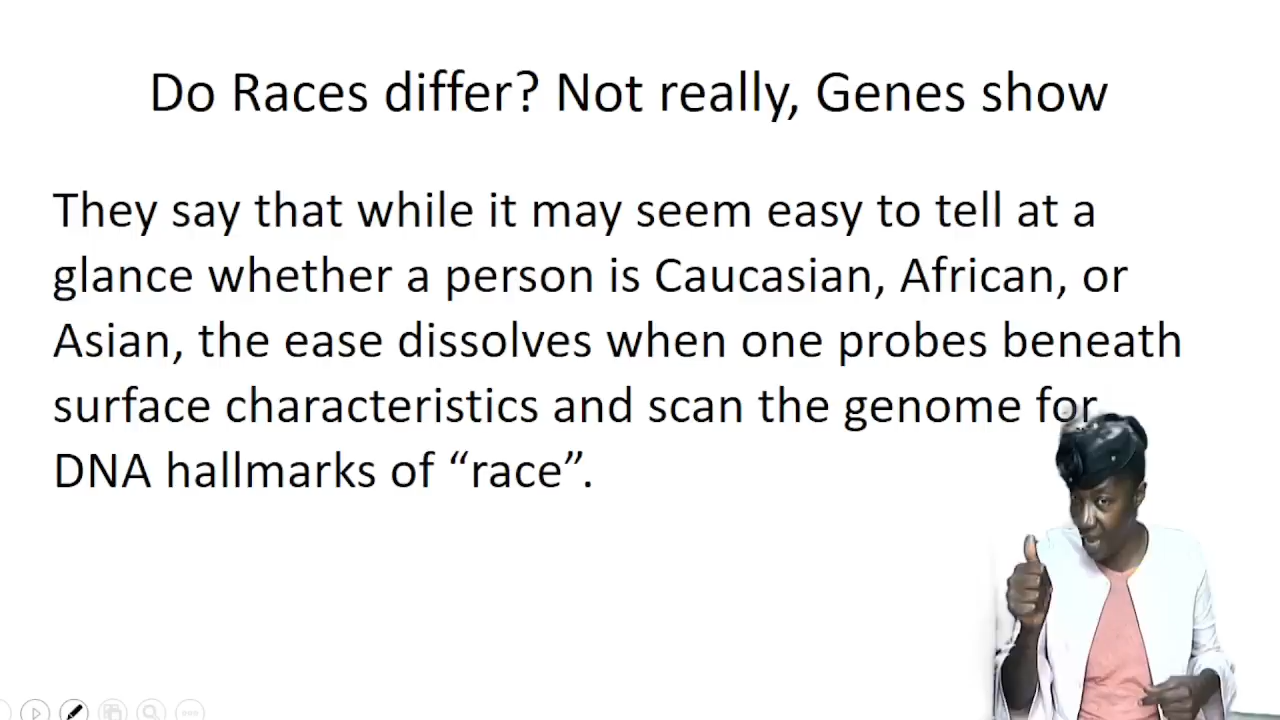 Do Races differ? Not really, Genes show
They say that while it may seem easy to tell at a
glance whether a person is Caucasian, African, or
Asian, the ease dissolves when one probes beneath
surface characteristics and scan the genome for
DNA hallmarks of “race”.